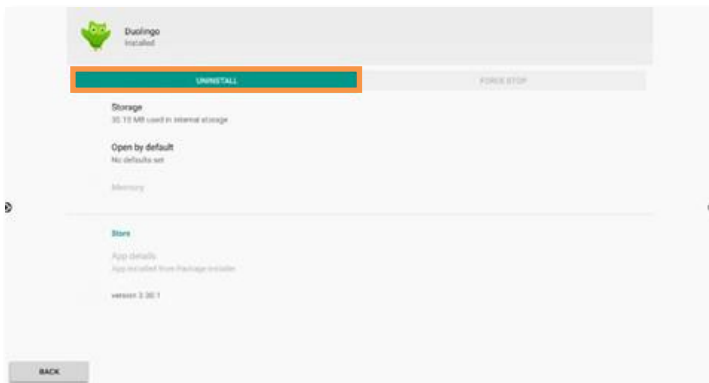 Duolingo
Installed
UNINSTALL
FORCE STOP
Storage
30.10 MB used in internal storage
Open by default
No defaults set
Memory
Store
App details
App installed from Package installer
version 3.30.1
BACK